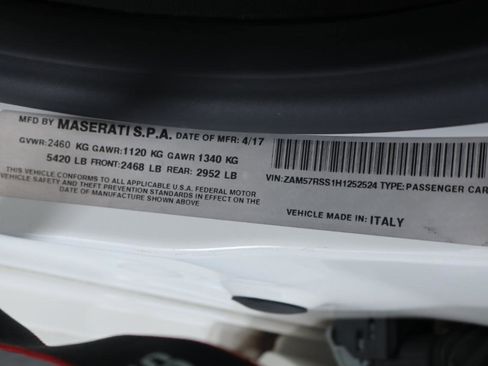 MFD BY MASERATI S.P.A. DATE OF MFR: 4/17
GVWR: 2460 KG GAWR: 1120 KG GAWR 1340 KG
5420 LB FRONT: 2468 LB REAR: 2952 LB
THIS VEHICLE CONFORMS TO ALL APPLICABLE U.S.A. FEDERAL MOTOR
VEHICLE SAFETY AND THEFT PREVENTION STANDARDS IN EFFECT ON THE
DATE OF MANUFACTURE SHOWN ABOVE
VIN:ZAM57RSS1H1252524 TYPE: PASSENGER CAR
VEHICLE MADE IN: ITALY